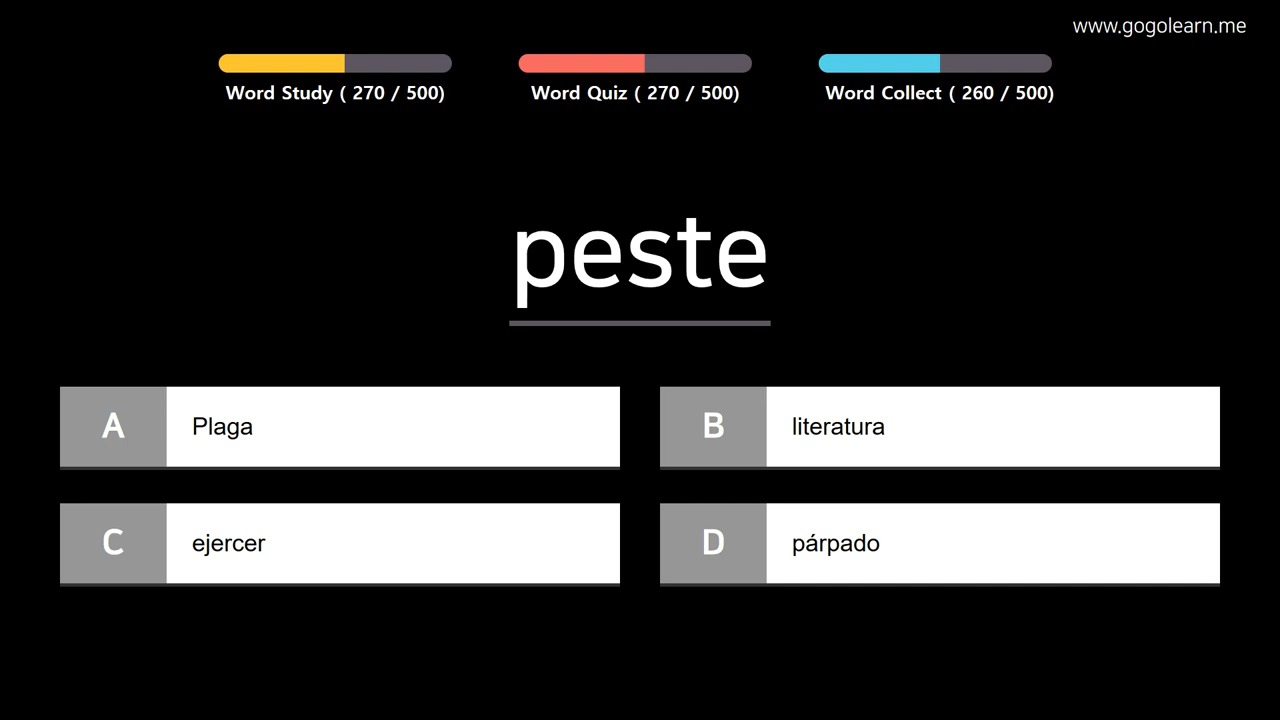 www.gogolearn.me
Word Study ( 270 / 500)
Word Quiz ( 270 / 500)
Word Collect ( 260 / 500)
peste
A Plaga
B literatura
C ejercer
D párpado